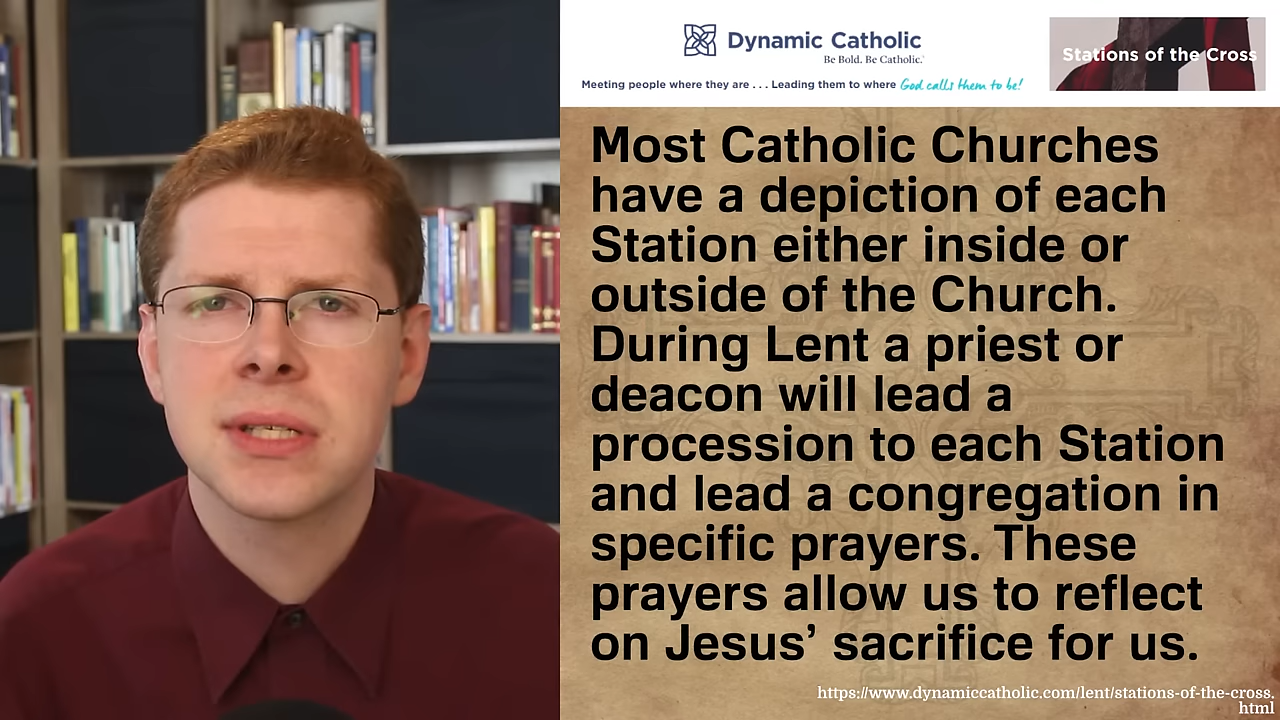 Dynamic Catholic
Be Bold. Be Catholic.
Meeting people where they are . . . Leading them to where God calls them to be!
Stations of the Cross
Most Catholic Churches
have a depiction of each
Station either inside or
outside of the Church.
During Lent a priest or
deacon will lead a
procession to each Station
and lead a congregation in
specific prayers. These
prayers allow us to reflect
on Jesus’ sacrifice for us.
https://www.dynamiccatholic.com/lent/stations-of-the-cross.
html